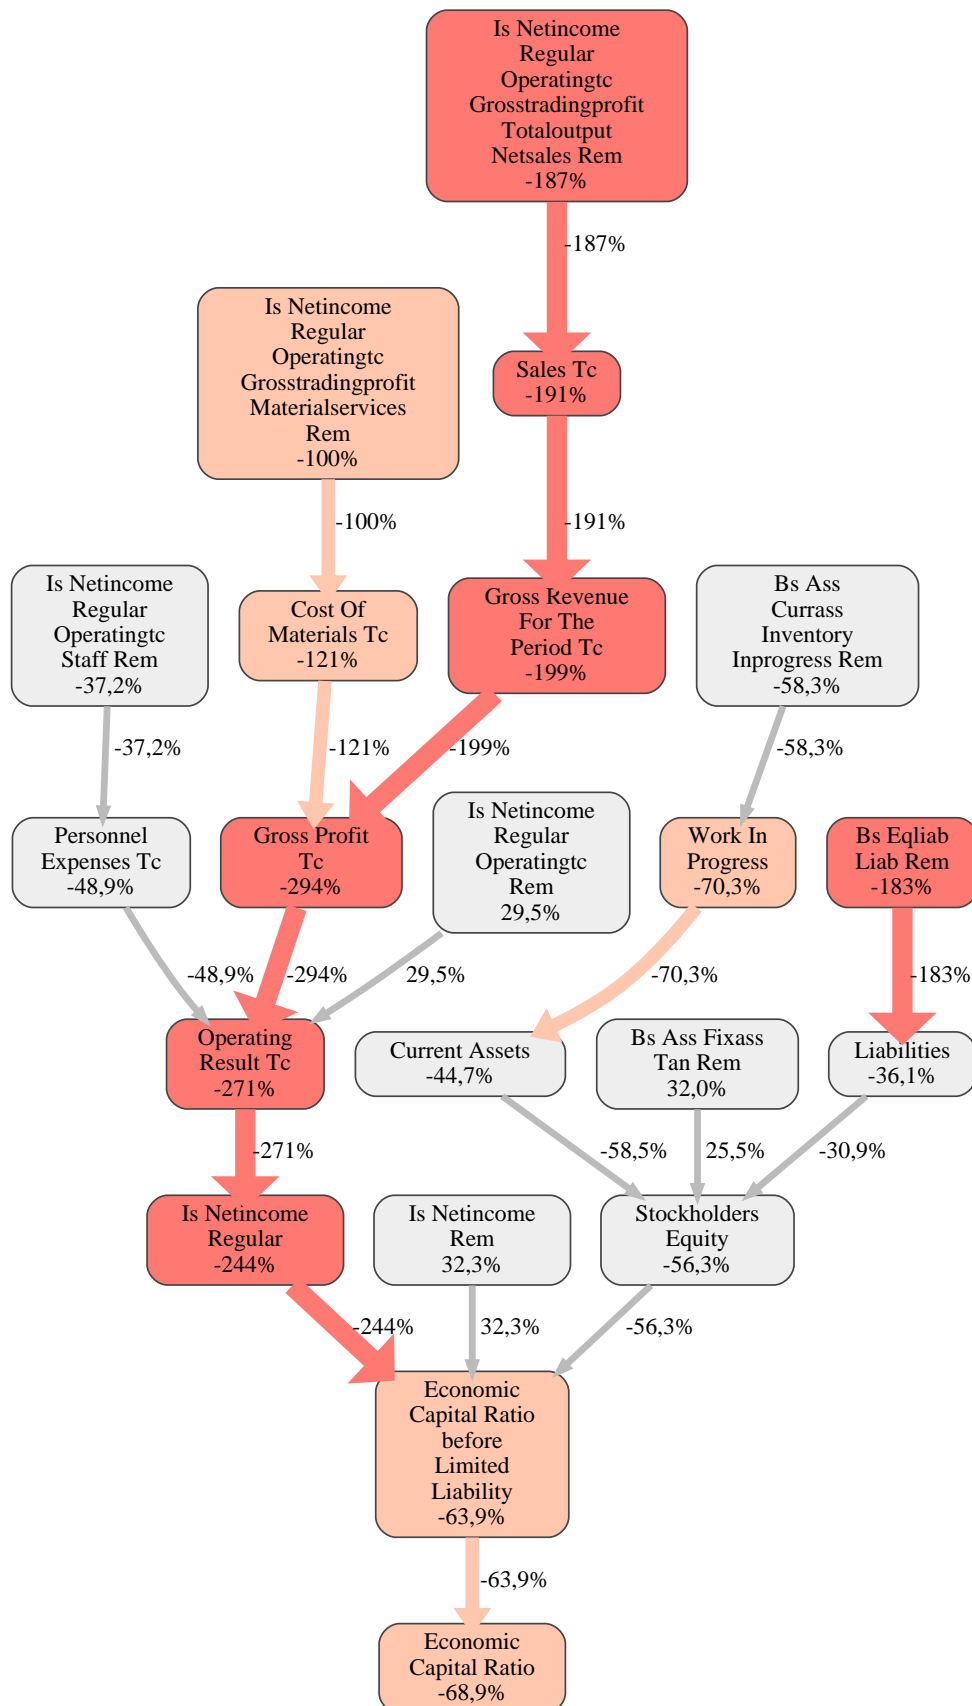 Is Netincome
Regular
Operatingtc
Grosstradingprofit
Totaloutput
Netsales Rem
-187%
-187%
Is Netincome
Regular
Operatingtc
Grosstradingprofit
Materialservices
Rem
-100%
Sales Tc
-191%
-100%
-191%
Is Netincome
Regular
Operatingtc
Staff Rem
-37,2%
Cost Of
Materials Tc
-121%
Gross Revenue
For The
Period Tc
-199%
Bs Ass
Currass
Inventory
Inprogress Rem
-58,3%
-37,2%
-121%
-199%
-58,3%
Personnel
Expenses Tc
-48,9%
Gross Profit
Tc
-294%
Is Netincome
Regular
Operatingtc
Rem
29,5%
Work In
Progress
-70,3%
Bs Eqliab
Liab Rem
-183%
-48,9%
-294%
29,5%
-70,3%
-183%
Operating
Result Tc
-271%
Current Assets
-44,7%
Bs Ass Fixass
Tan Rem
32,0%
Liabilities
-36,1%
-271%
-58,5%
25,5%
-30,9%
Is Netincome
Regular
-244%
Is Netincome
Rem
32,3%
Stockholders
Equity
-56,3%
-244%
32,3%
-56,3%
Economic
Capital Ratio
before
Limited
Liability
-63,9%
-63,9%
Economic
Capital Ratio
-68,9%